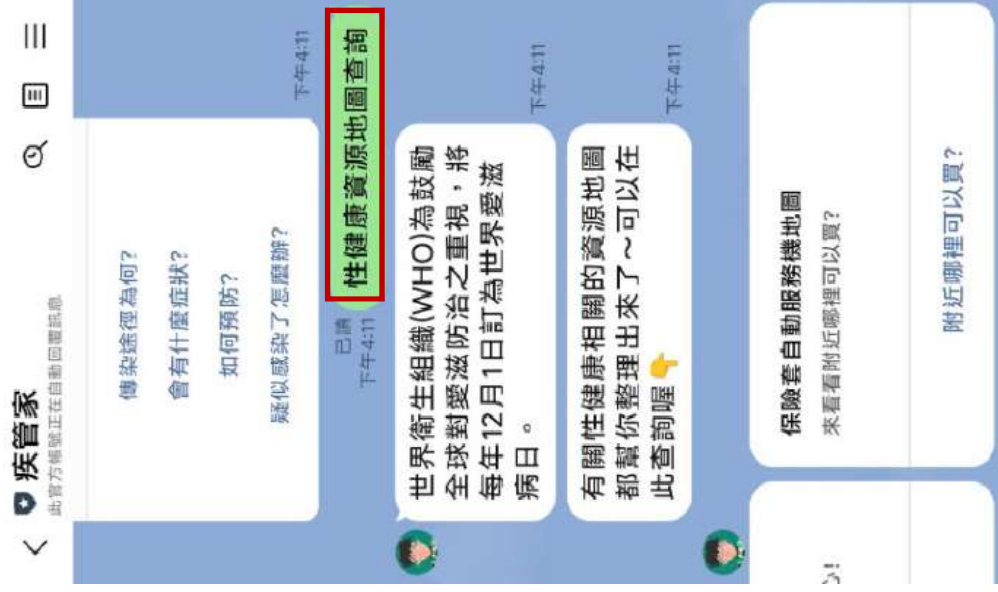 疾管家
此官方帳號正在自動回覆訊息
傳染途徑為何?
會有什麼症狀?
如何預防?
疑似感染了怎麼辦?
下午4:11
已讀
下午4:11
性健康資源地圖查詢
世界衛生組織(WHO)為鼓勵
全球對愛滋防治之重視，將
每年12月1日訂為世界愛滋
病日。
下午4:11
有關性健康相關的資源地圖
都幫你整理出來了～可以在
此查詢喔👈
下午4:11
保險套自動服務機地圖
來看看附近哪裡可以買?
附近哪裡可以買?